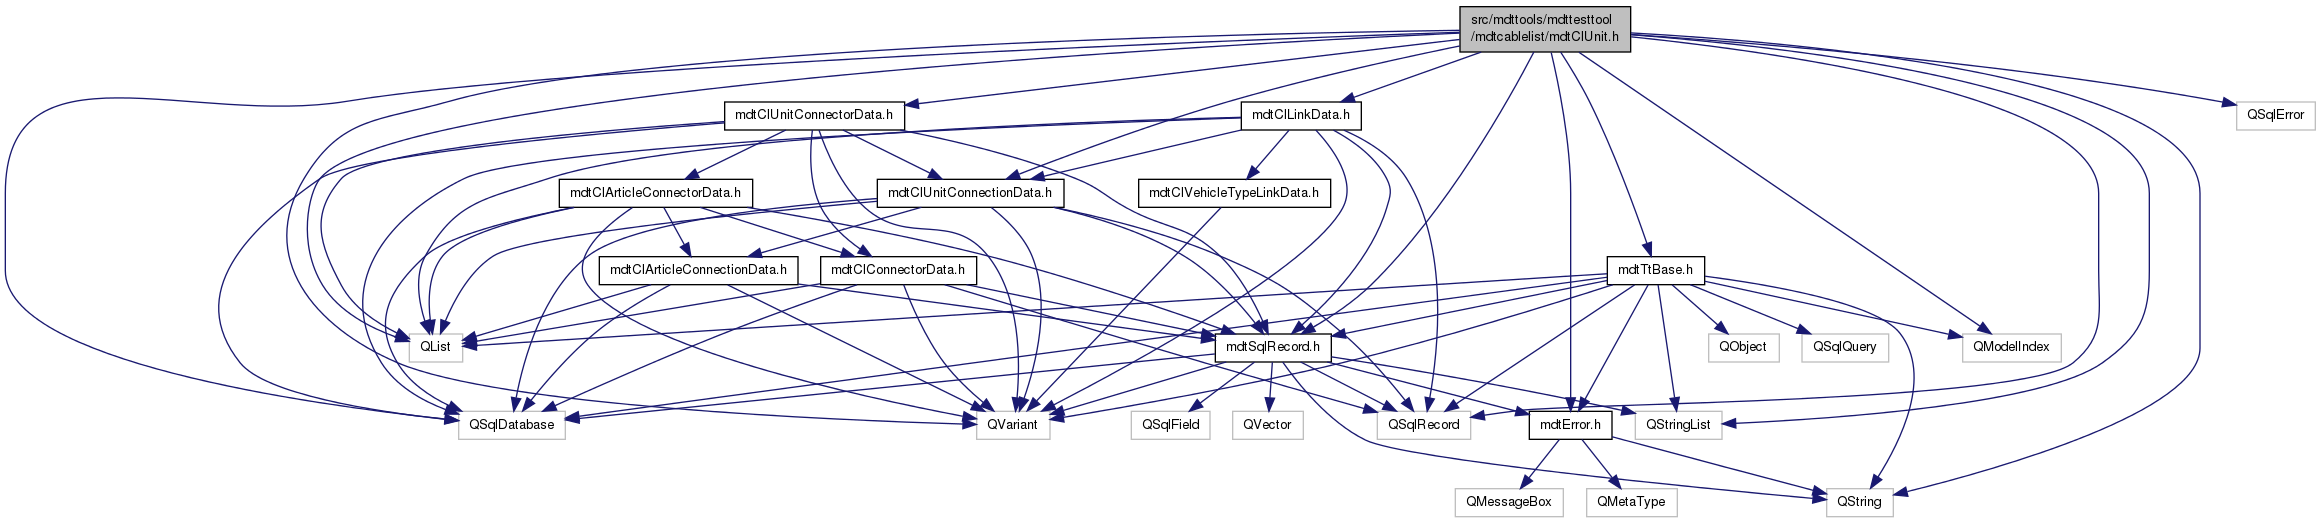 src/mdttools/mdttesttool
/mdtcablelist/mdtClUnit.h
mdtClUnitConnectorData.h
mdtClLinkData.h
QSqlError
mdtClArticleConnectorData.h
mdtClUnitConnectionData.h
mdtClVehicleTypeLinkData.h
mdtClArticleConnectionData.h
mdtClConnectorData.h
mdtTtBase.h
QList
mdtSqlRecord.h
QObject
QSqlQuery
QModelIndex
QSqlDatabase
QVariant
QSqlField
QVector
QSqlRecord
mdtError.h
QStringList
QMessageBox
QMetaType
QString